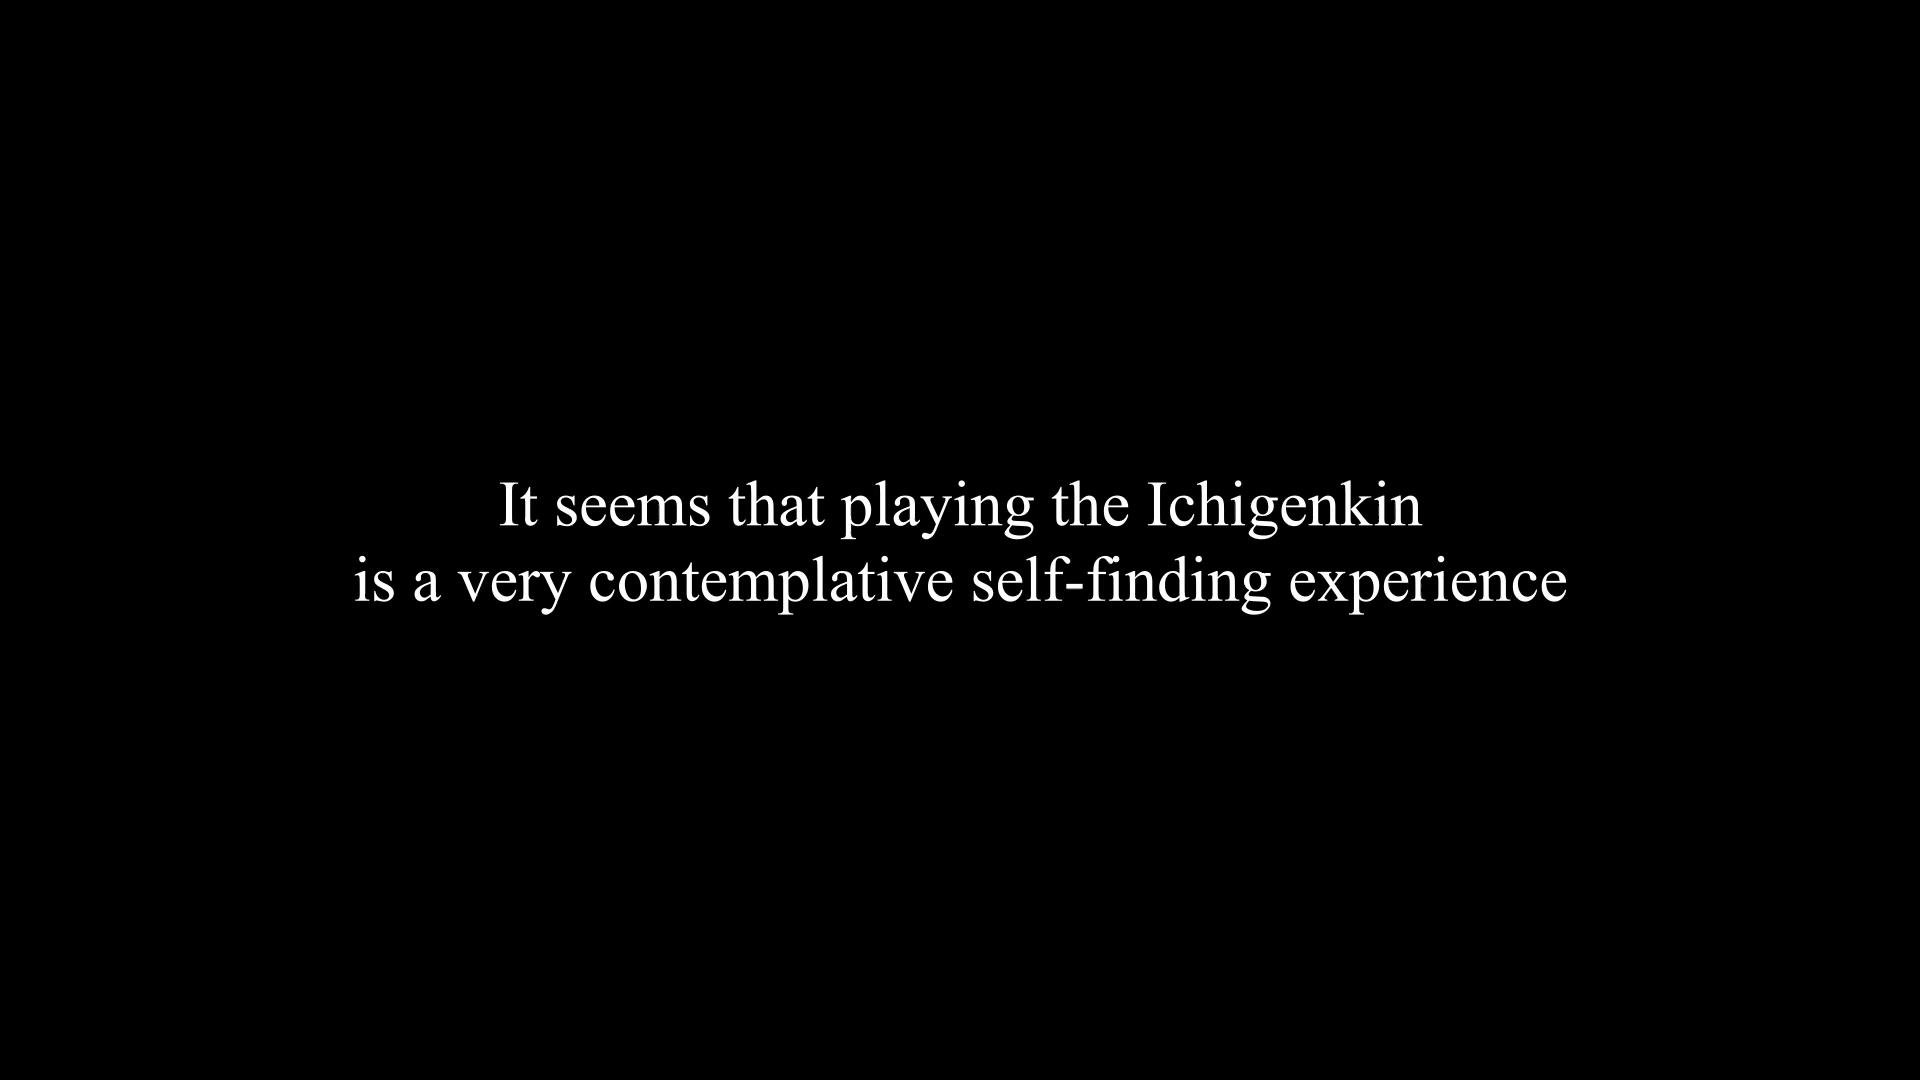 It seems that playing the Ichigenkin
is a very contemplative self-finding experience